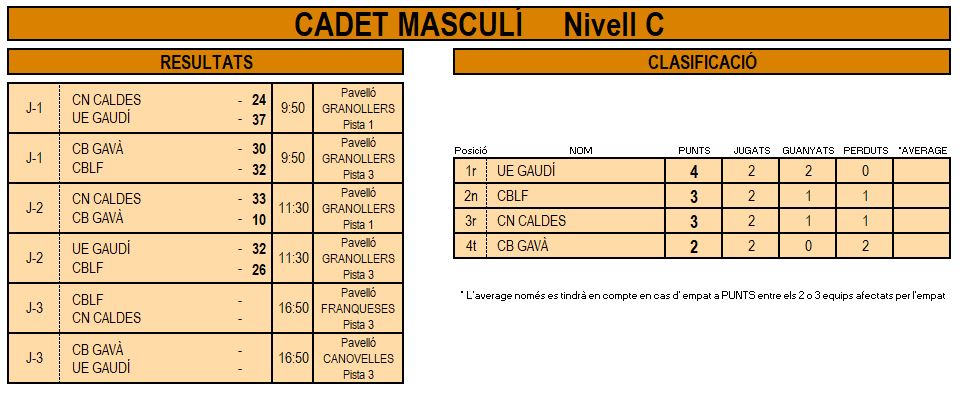 CADET MASCULÍ Nivell C
RESULTATS
J-1 CN CALDES - 24 9:50 Pavelló GRANOLLERS Pista 1
UE GAUDÍ - 37
J-1 CB GAVÀ - 30 9:50 Pavelló GRANOLLERS Pista 3
CBLF - 32
J-2 CN CALDES - 33 11:30 Pavelló GRANOLLERS Pista 1
CB GAVÀ - 10
J-2 UE GAUDÍ - 32 11:30 Pavelló GRANOLLERS Pista 3
CBLF - 26
J-3 CBLF - 16:50 Pavelló FRANQUESES Pista 3
CN CALDES -
J-3 CB GAVÀ - 16:50 Pavelló CANOVELLES Pista 3
UE GAUDÍ -
CLASIFICACIÓ
Posició NOM PUNTS JUGATS GUANYATS PERDUTS *AVERAGE
1r UE GAUDÍ 4 2 2 0
2n CBLF 3 2 1 1
3r CN CALDES 3 2 1 1
4t CB GAVÀ 2 2 0 2
* L'average només es tindrà en compte en cas d' empat a PUNTS entre els 2 o 3 equips afectats per l'empat